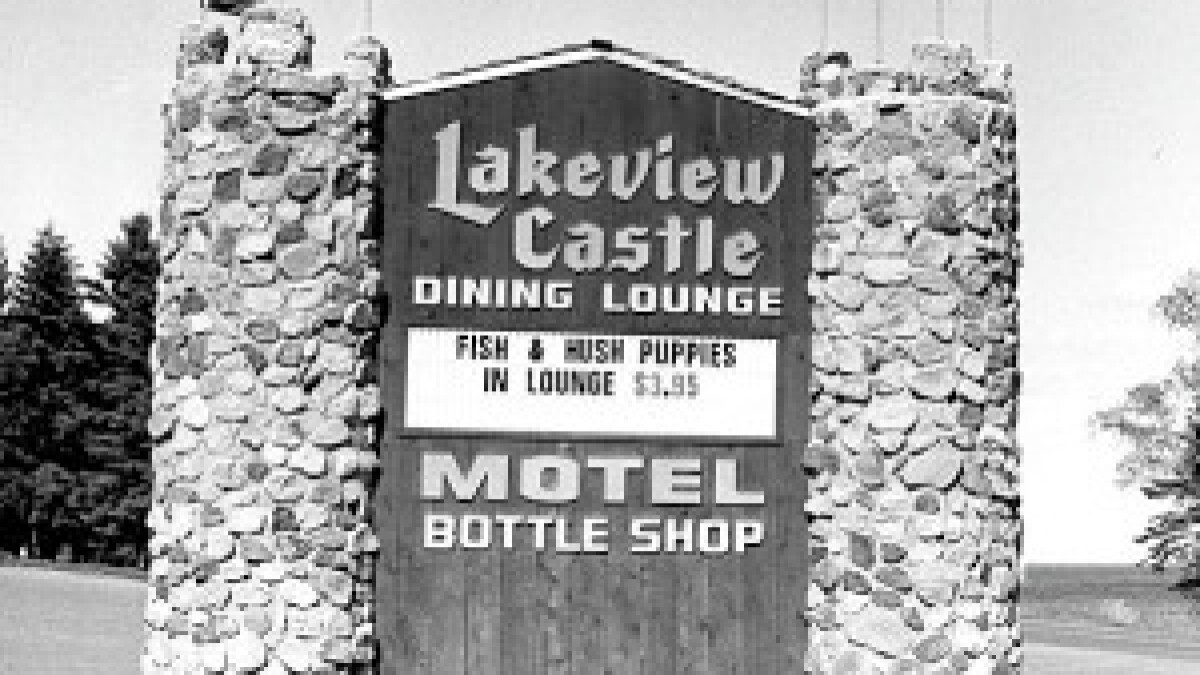 Lakeview
Castle
DINING LOUNGE
FISH & HUSH PUPPIES
IN LOUNGE $3.95
MOTEL
BOTTLE SHOP